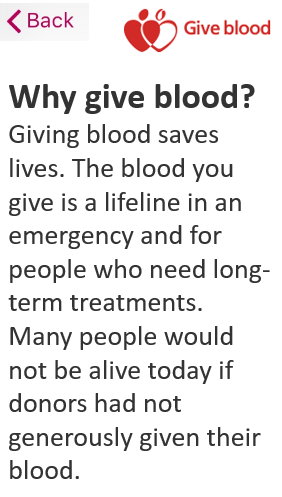 Back
Give blood
Why give blood?
Giving blood saves
lives. The blood you
give is a lifeline in an
emergency and for
people who need long-
term treatments.
Many people would
not be alive today if
donors had not
generously given their
blood.